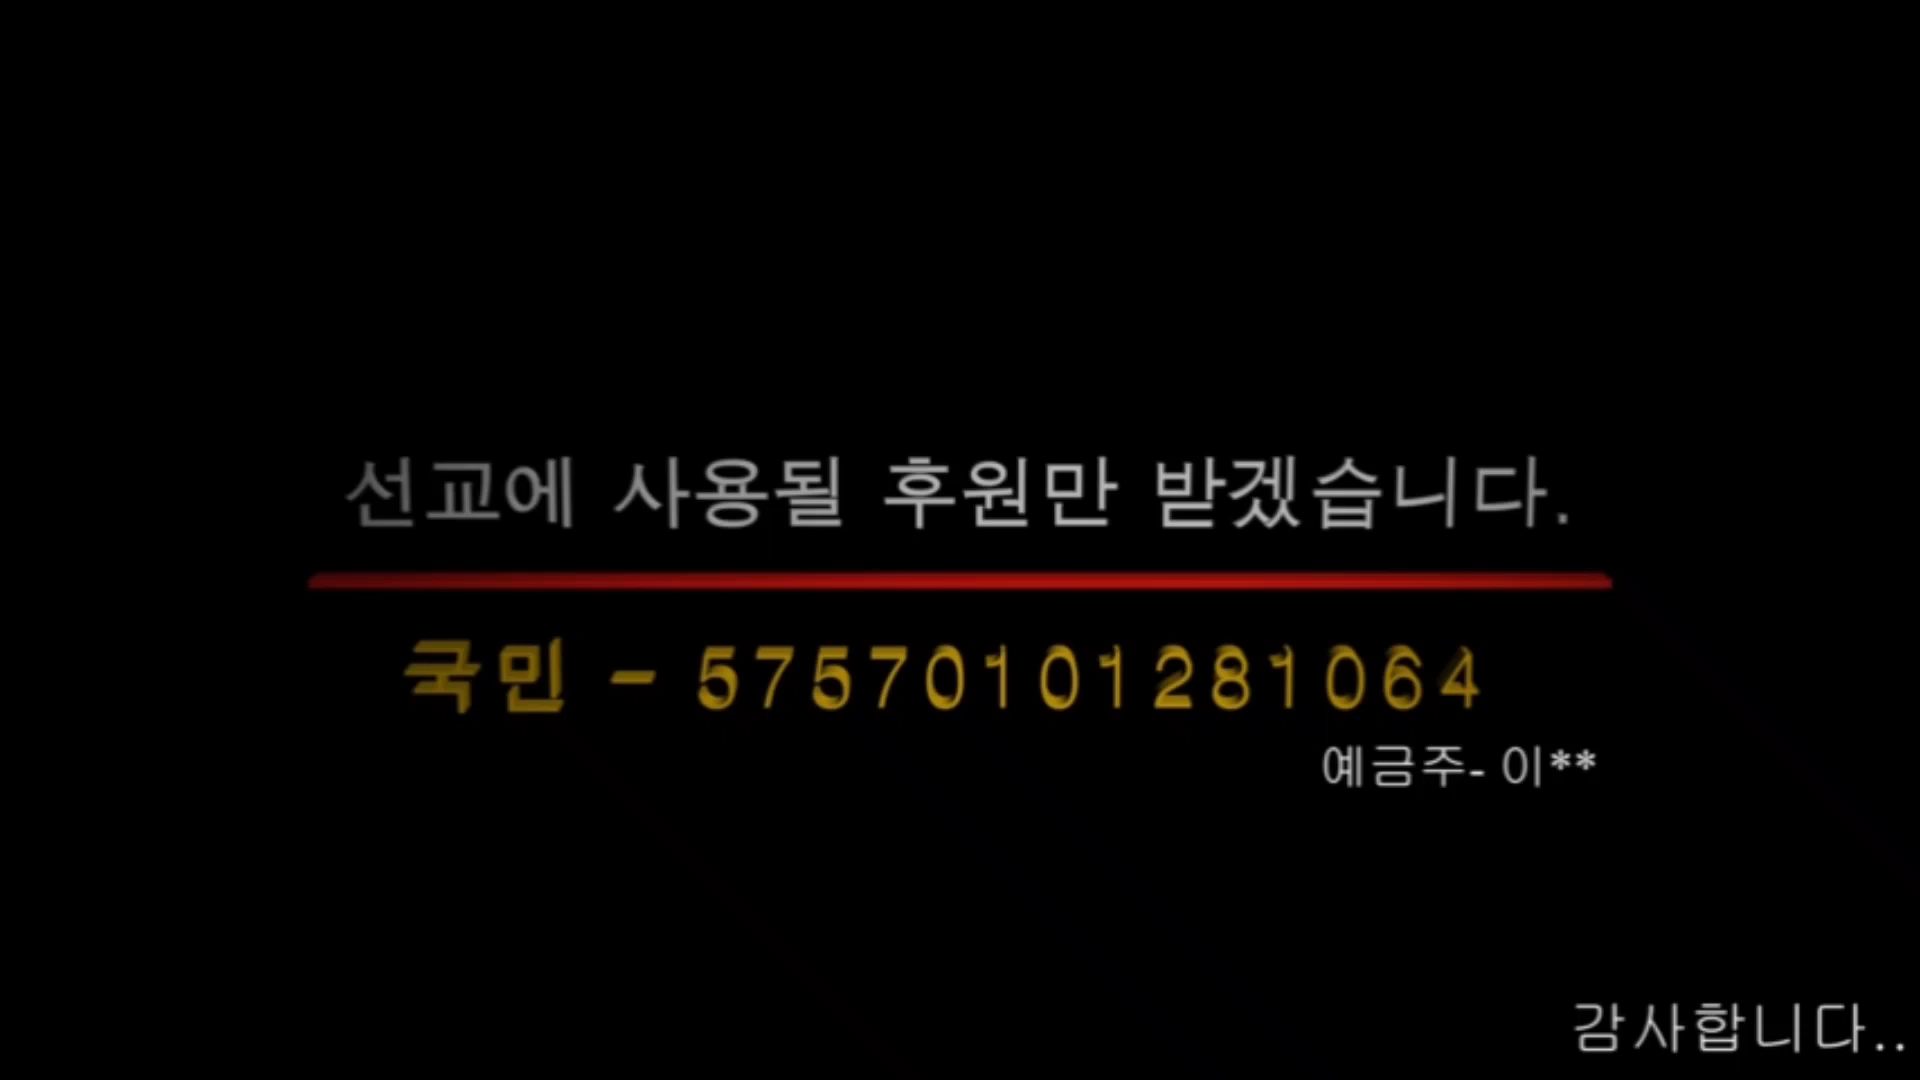 선교에 사용될 후원만 받겠습니다.
국민 - 57570101281064
예금주- 이**
감사합니다..